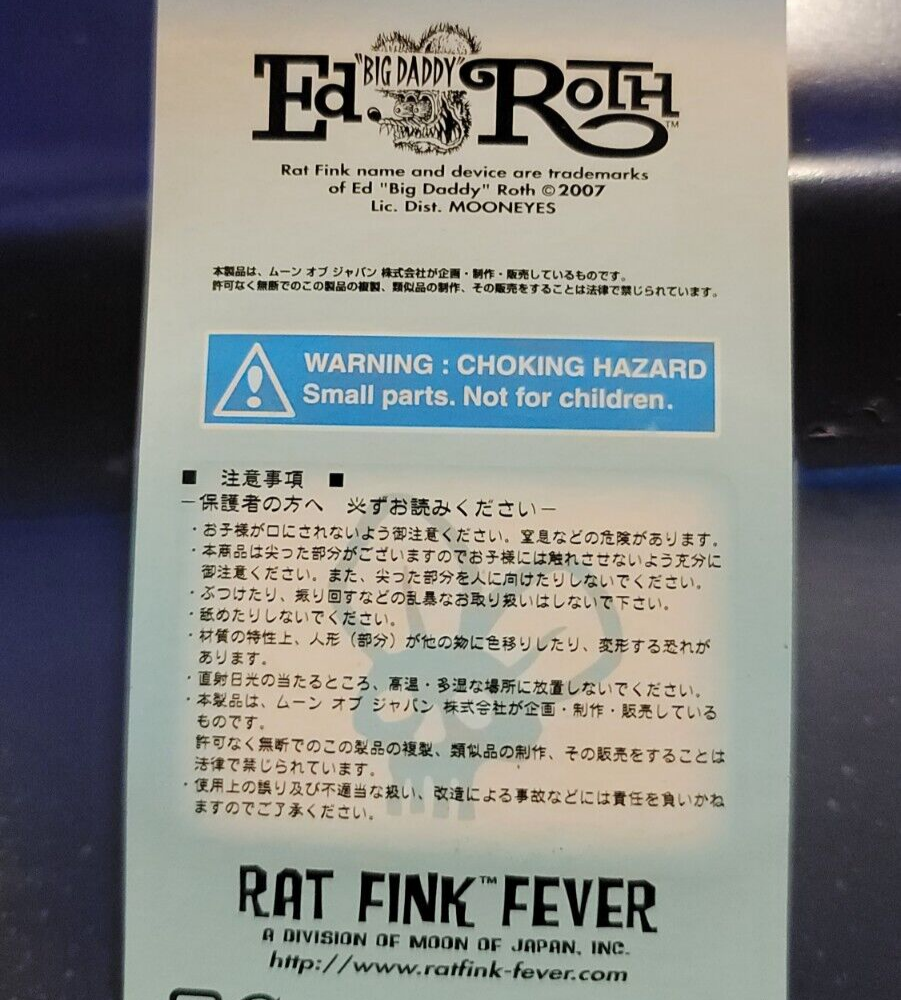 Ed "BIG DADDY" ROTH™
Rat Fink name and device are trademarks
of Ed "Big Daddy" Roth ©2007
Lic. Dist. MOONEYES
本製品は、ムーン オブ ジャパン 株式会社が企画・制作・販売しているものです。
許可なく無断でのこの製品の複製、類似品の制作、その販売をすることは法律で禁じられています。
WARNING : CHOKING HAZARD
Small parts. Not for children.
■ 注意事項 ■
－保護者の方へ 必ずお読みください－
・お子様が口にされないよう御注意ください。窒息などの危険があります。
・本商品は尖った部分がございますのでお子様には触れさせないよう充分に
御注意ください。また、尖った部分を人に向けたりしないでください。
・ぶつけたり、振り回すなどの乱暴なお取り扱いはしないで下さい。
・舐めたりしないでください。
・材質の特性上、人形（部分）が他の物に色移りしたり、変形する恐れが
あります。
・直射日光の当たるところ、高温・多湿な場所に放置しないでください。
・本製品は、ムーン オブ ジャパン 株式会社が企画・制作・販売している
ものです。
許可なく無断でのこの製品の複製、類似品の制作、その販売をすることは
法律で禁じられています。
・使用上の誤り及び不適当な扱い、改造による事故などには責任を負いかね
ますのでご了承ください。
RAT FINK™ FEVER
A DIVISION OF MOON OF JAPAN, INC.
http://www.ratfink-fever.com